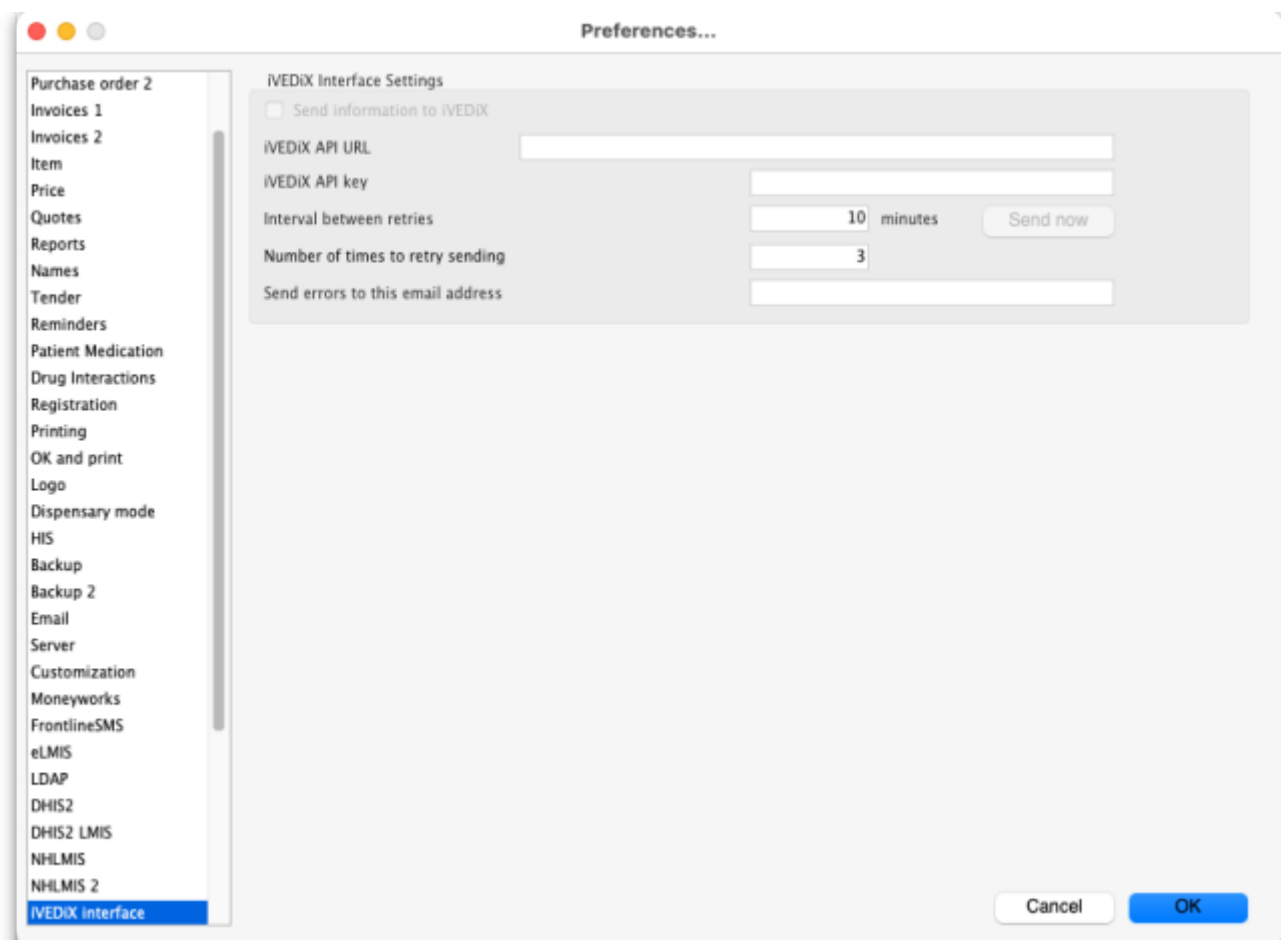 Preferences...
Purchase order 2
Invoices 1
Invoices 2
Item
Price
Quotes
Reports
Names
Tender
Reminders
Patient Medication
Drug Interactions
Registration
Printing
OK and print
Logo
Dispensary mode
HIS
Backup
Backup 2
Email
Server
Customization
Moneyworks
FrontlineSMS
eLMIS
LDAP
DHIS2
DHIS2 LMIS
NHLMIS
NHLMIS 2
iVEDiX interface
iVEDiX Interface Settings
Send information to iVEDiX
iVEDiX API URL
iVEDiX API key
Interval between retries 10 minutes Send now
Number of times to retry sending 3
Send errors to this email address
Cancel OK